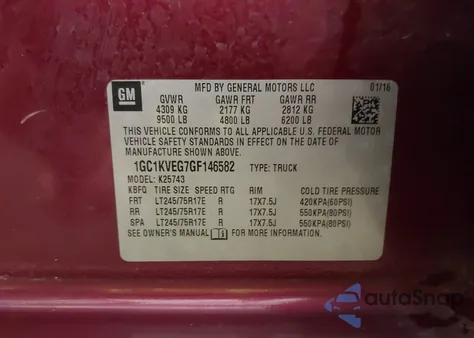 GM
MFD BY GENERAL MOTORS LLC 01/16
GVWR GAWR FRT GAWR RR
4309 KG 2177 KG 2812 KG
9500 LB 4800 LB 6200 LB
THIS VEHICLE CONFORMS TO ALL APPLICABLE U.S. FEDERAL MOTOR
VEHICLE SAFETY STANDARDS IN EFFECT ON THE DATE OF
MANUFACTURE SHOWN ABOVE.
1GC1KVEG7GF146582 TYPE: TRUCK
MODEL: K25743
KBFQ TIRE SIZE SPEED RTG RIM COLD TIRE PRESSURE
FRT LT245/75R17E R 17X7.5J 420KPA(60PSI)
RR LT245/75R17E R 17X7.5J 550KPA(80PSI)
SPA LT245/75R17E R 17X7.5J 550KPA(80PSI)
SEE OWNER'S MANUAL FOR MORE INFORMATION.
autoSnap